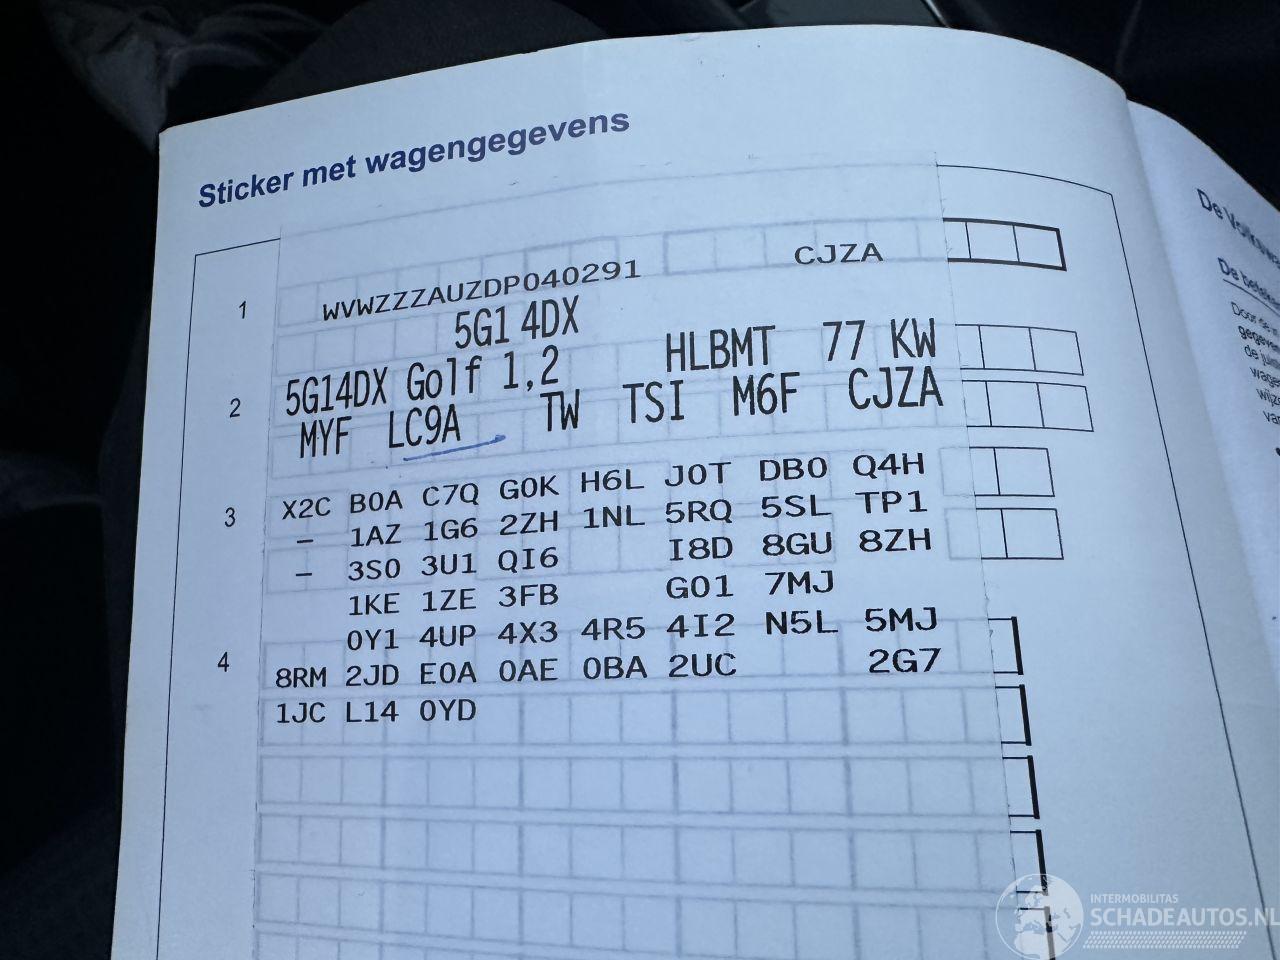 Sticker met wagengegevens
1 WVWZZZAUZDP040291 CJZA
5G1 4DX
2 5G14DX Golf 1,2 HLBMT 77 KW
MYF LC9A TW TSI M6F CJZA
3 X2C B0A C7Q G0K H6L J0T DB0 Q4H
– 1AZ 1G6 2ZH 1NL 5RQ 5SL TP1
– 3S0 3U1 QI6 I8D 8GU 8ZH
1KE 1ZE 3FB G01 7MJ
0Y1 4UP 4X3 4R5 4I2 N5L 5MJ
4 8RM 2JD E0A 0AE 0BA 2UC 2G7
1JC L14 0YD
De
De
de
INTERMOBILITAS
SCHADEAUTOS.NL